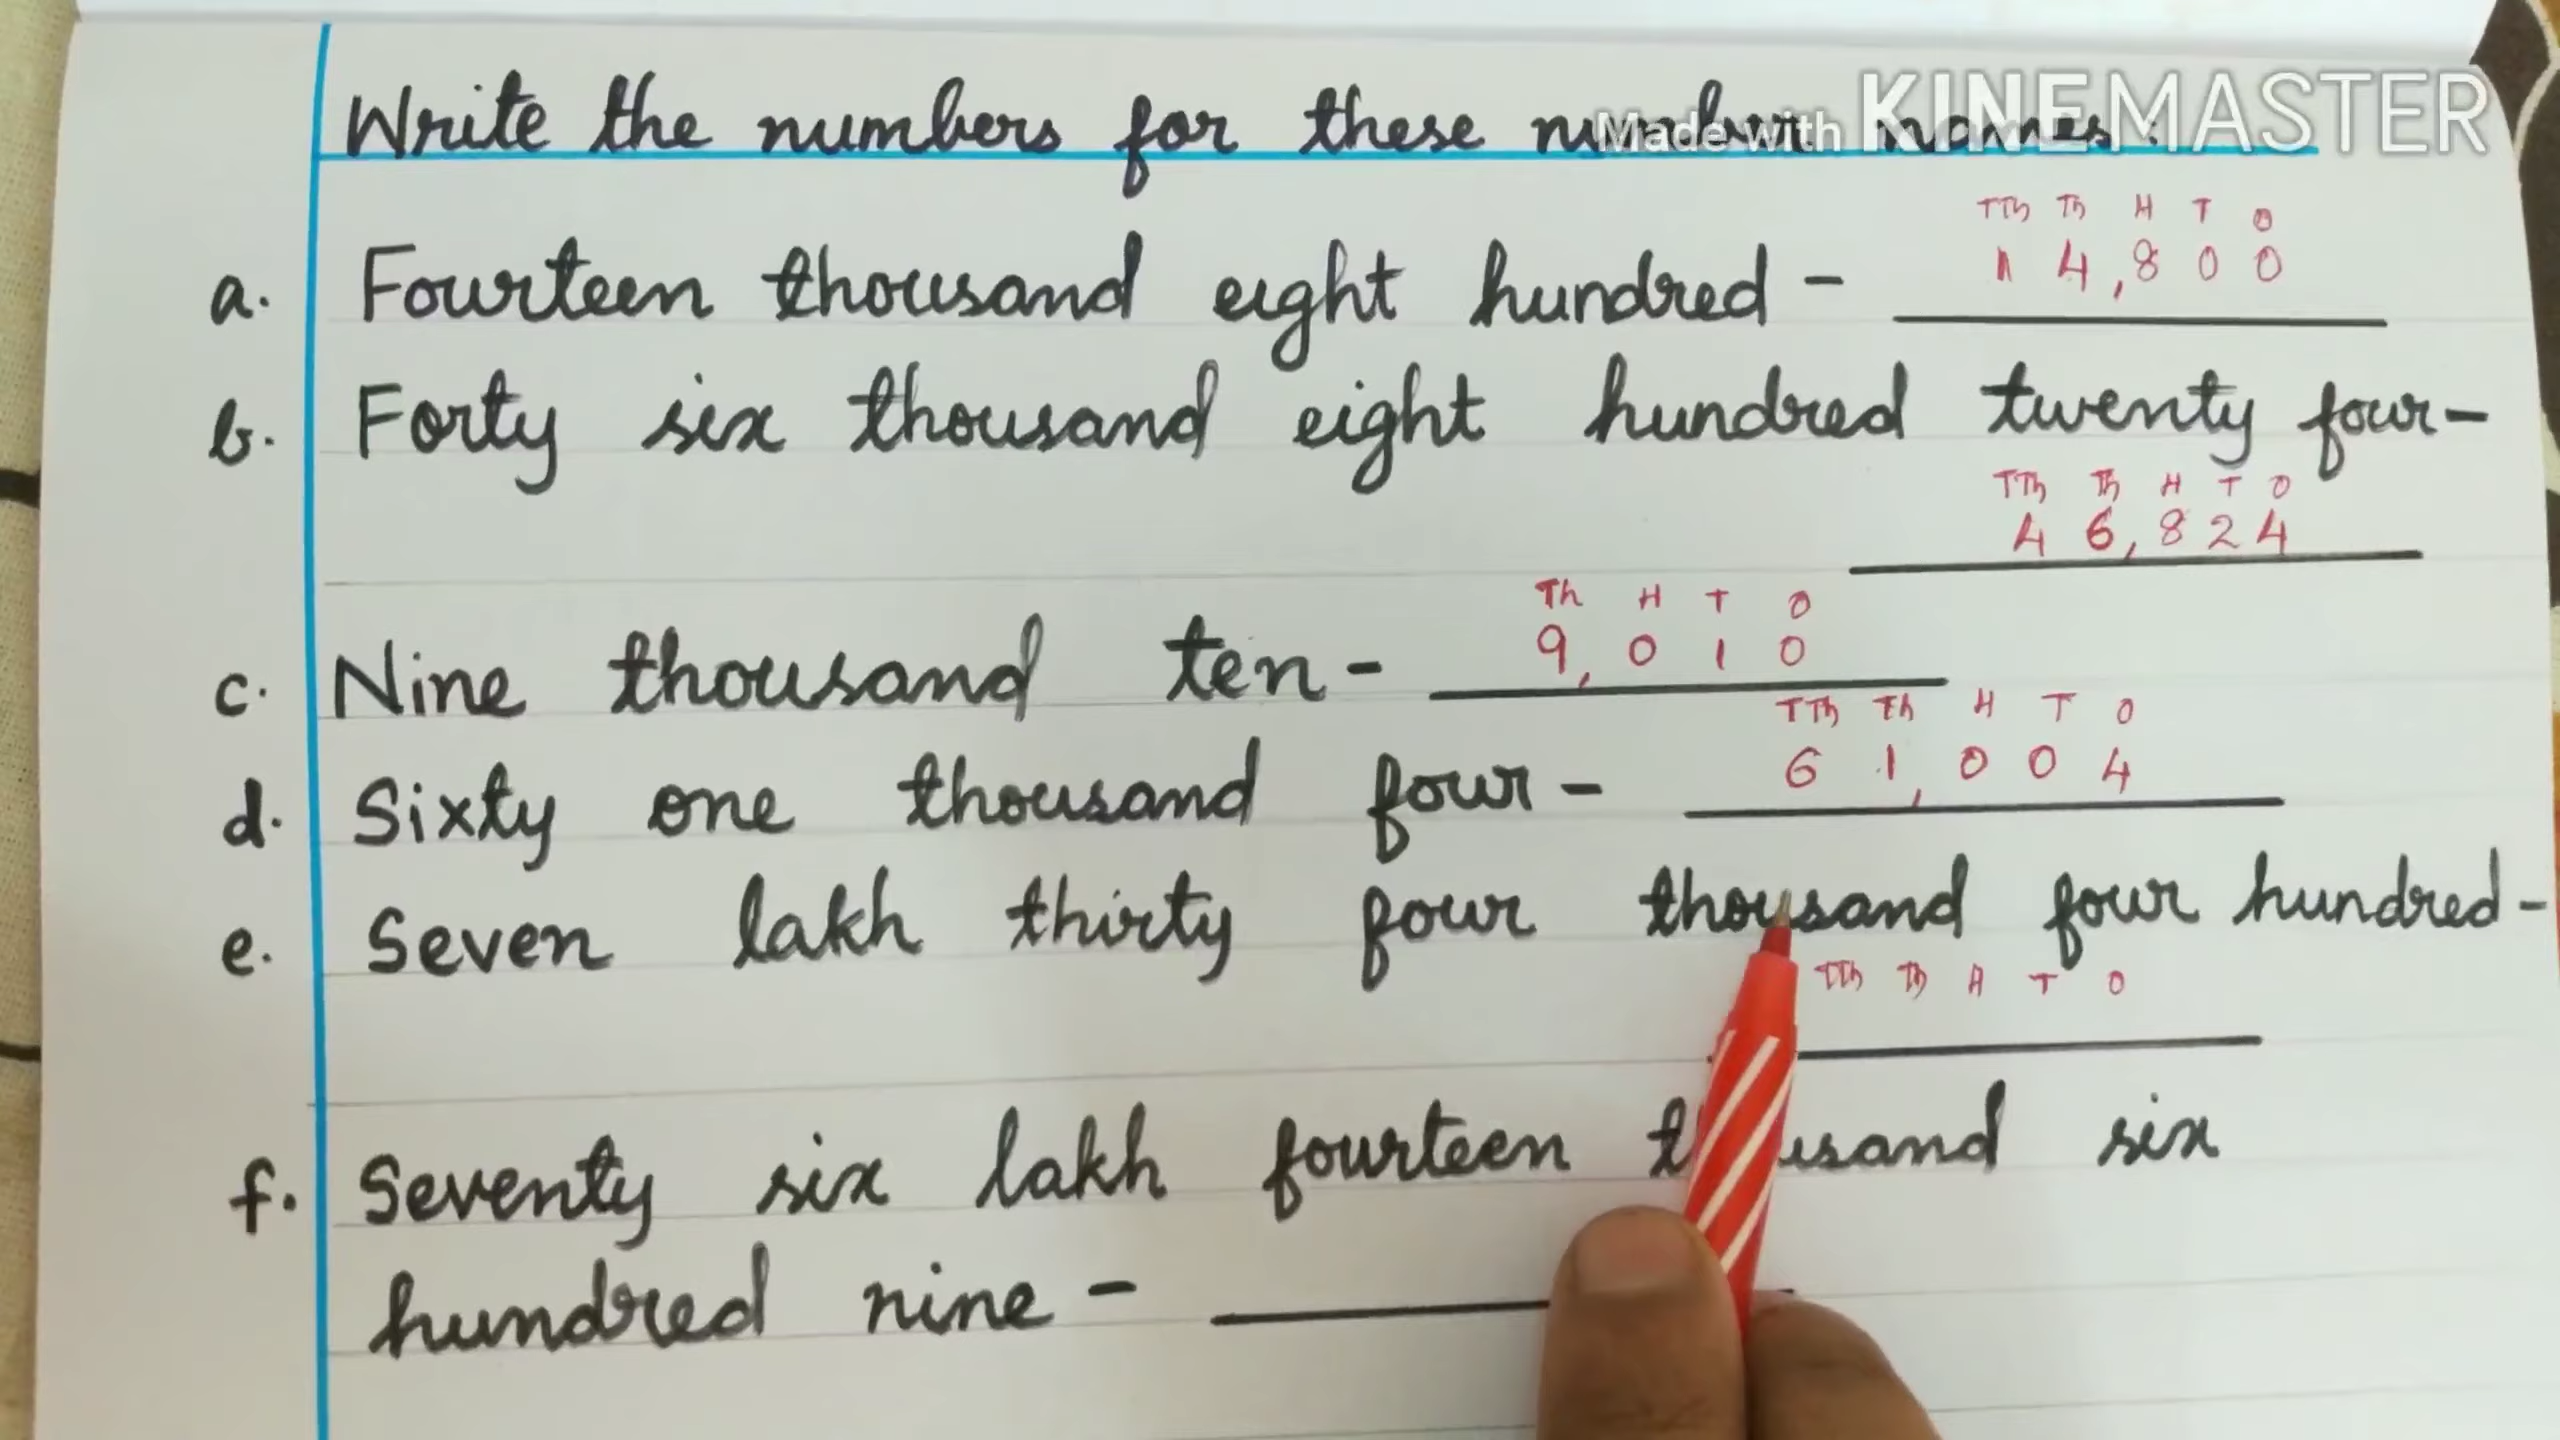 Write the numbers for these number names:
Made with KINEMASTER
TTh Th H T O
a. Fourteen thousand eight hundred - 14,800
b. Forty six thousand eight hundred twenty four-
TTh Th H T O
46,824
Th H T O
c. Nine thousand ten- 9,010
TTh Th H T O
d. Sixty one thousand four- 61,004
e. Seven lakh thirty four thousand four hundred-
TTh Th H T O
f. Seventy six lakh fourteen thousand six
hundred nine-